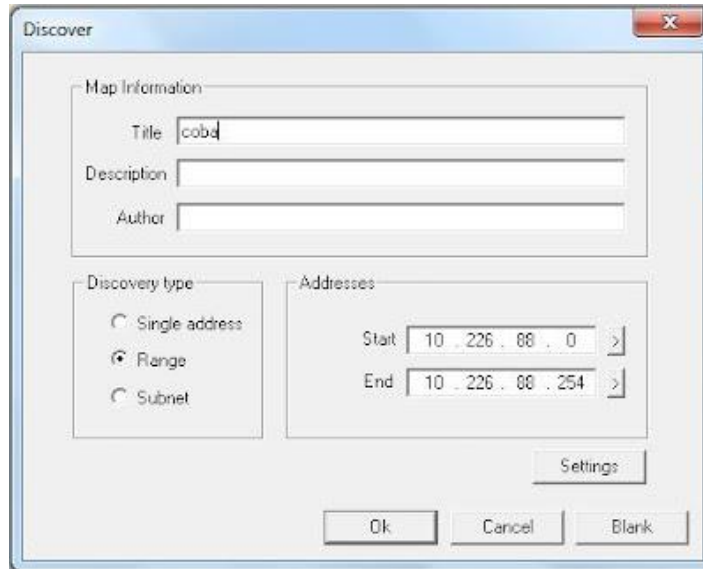 Discover
Map Information
Title coba
Description
Author
Discovery type
Single address
Range
Subnet
Addresses
Start 10 . 226 . 88 . 0 >
End 10 . 226 . 88 . 254 >
Settings
Ok Cancel Blank